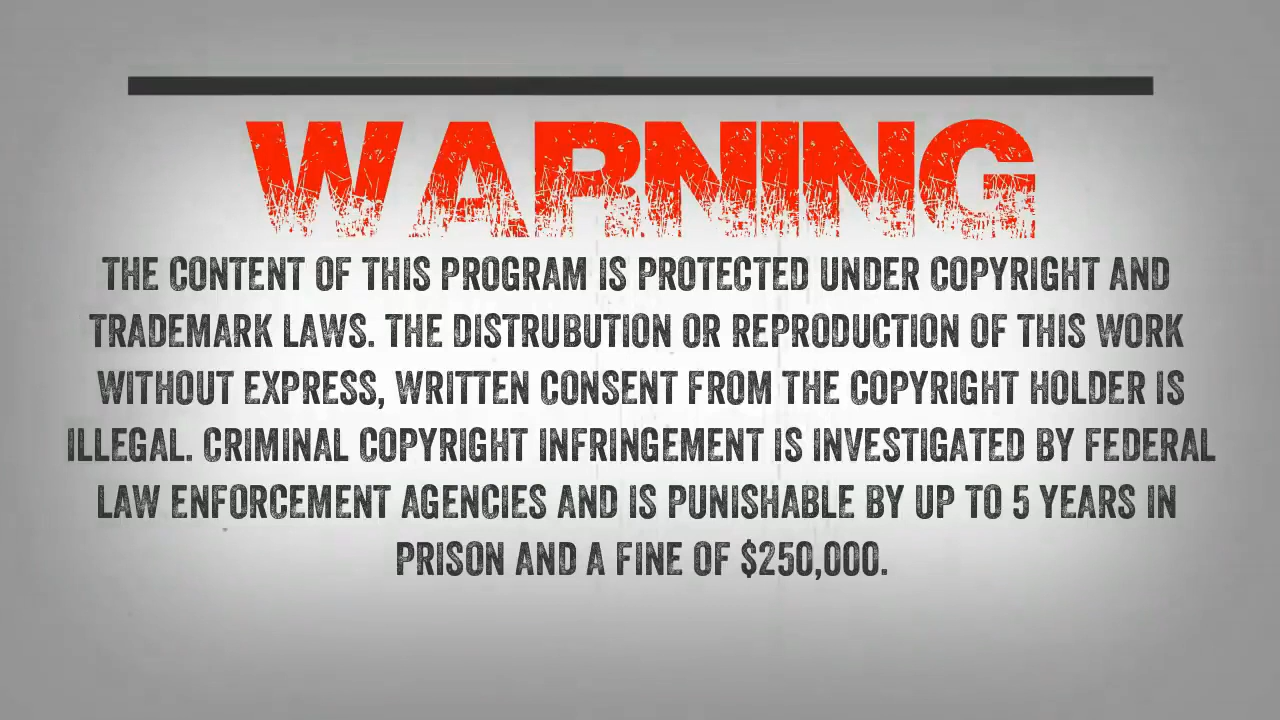 WARNING
THE CONTENT OF THIS PROGRAM IS PROTECTED UNDER COPYRIGHT AND
TRADEMARK LAWS. THE DISTRUBUTION OR REPRODUCTION OF THIS WORK
WITHOUT EXPRESS, WRITTEN CONSENT FROM THE COPYRIGHT HOLDER IS
ILLEGAL. CRIMINAL COPYRIGHT INFRINGEMENT IS INVESTIGATED BY FEDERAL
LAW ENFORCEMENT AGENCIES AND IS PUNISHABLE BY UP TO 5 YEARS IN
PRISON AND A FINE OF $250,000.